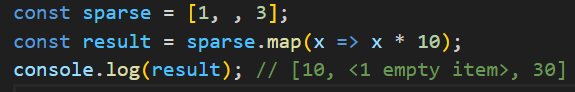 const sparse = [1, , 3];
const result = sparse.map(x => x * 10);
console.log(result); // [10, <1 empty item>, 30]